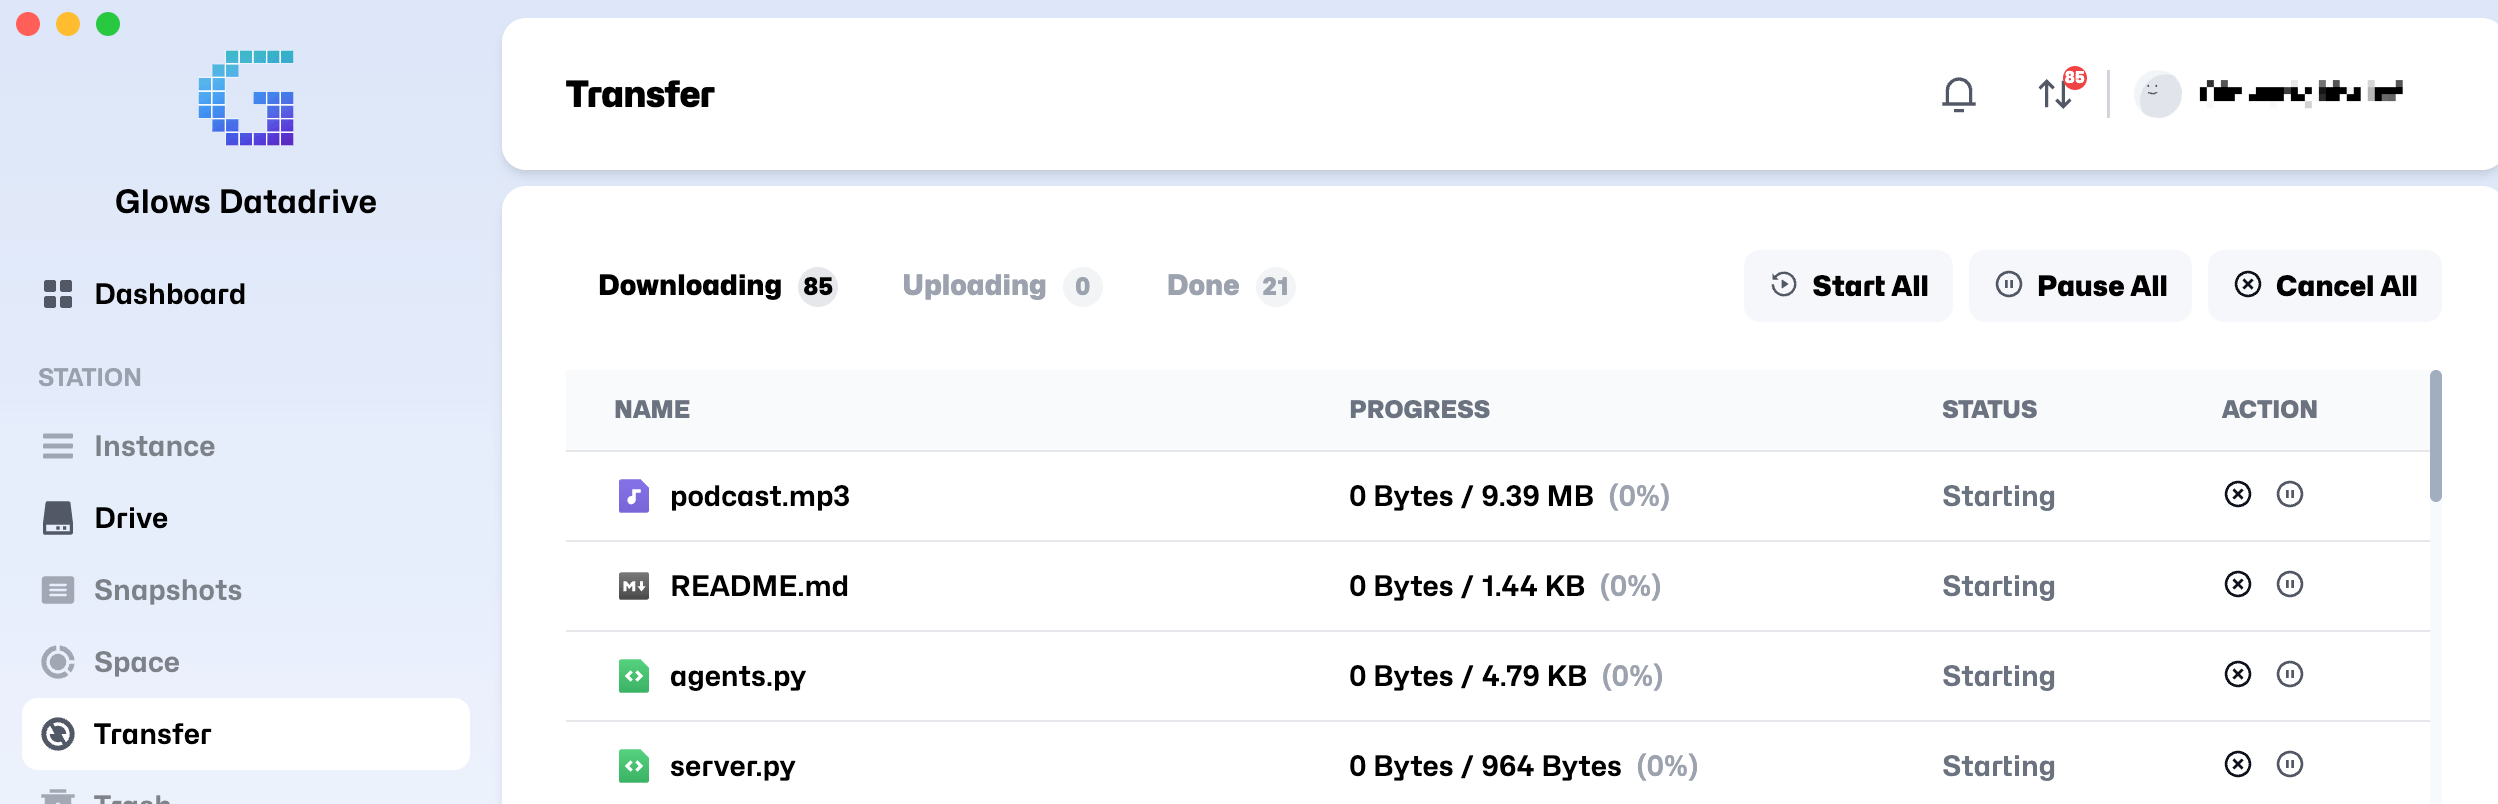 Glows Datadrive
Dashboard
STATION
Instance
Drive
Snapshots
Space
Transfer
Trash
Transfer
85
Downloading 85 Uploading 0 Done 21
Start All Pause All Cancel All
NAME PROGRESS STATUS ACTION
podcast.mp3 0 Bytes / 9.39 MB (0%) Starting
README.md 0 Bytes / 1.44 KB (0%) Starting
agents.py 0 Bytes / 4.79 KB (0%) Starting
server.py 0 Bytes / 964 Bytes (0%) Starting